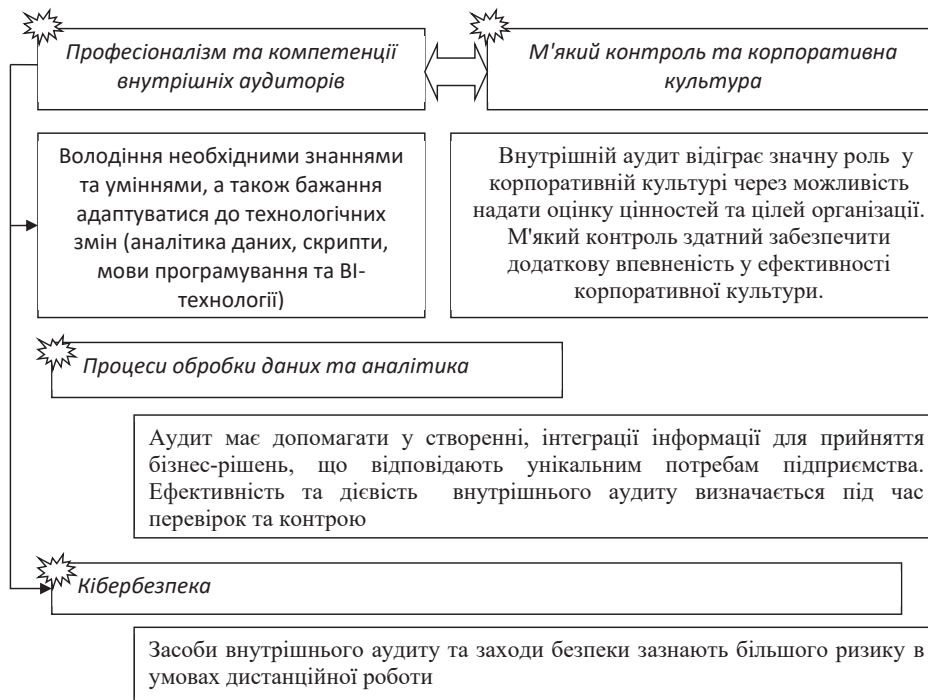 Професіоналізм та компетенції
внутрішніх аудиторів
М'який контроль та корпоративна
культура
Володіння необхідними знаннями
та уміннями, а також бажання
адаптуватися до технологічних
змін (аналітика даних, скрипти,
мови програмування та BI-
технології)
Внутрішній аудит відіграє значну роль у
корпоративній культурі через можливість
надати оцінку цінностей та цілей організації.
М'який контроль здатний забезпечити
додаткову впевненість у ефективності
корпоративної культури.
Процеси обробки даних та аналітика
Аудит має допомагати у створенні, інтеграції інформації для прийняття
бізнес-рішень, що відповідають унікальним потребам підприємства.
Ефективність та дієвість внутрішнього аудиту визначається під час
перевірок та контрою
Кібербезпека
Засоби внутрішнього аудиту та заходи безпеки зазнають більшого ризику в
умовах дистанційної роботи